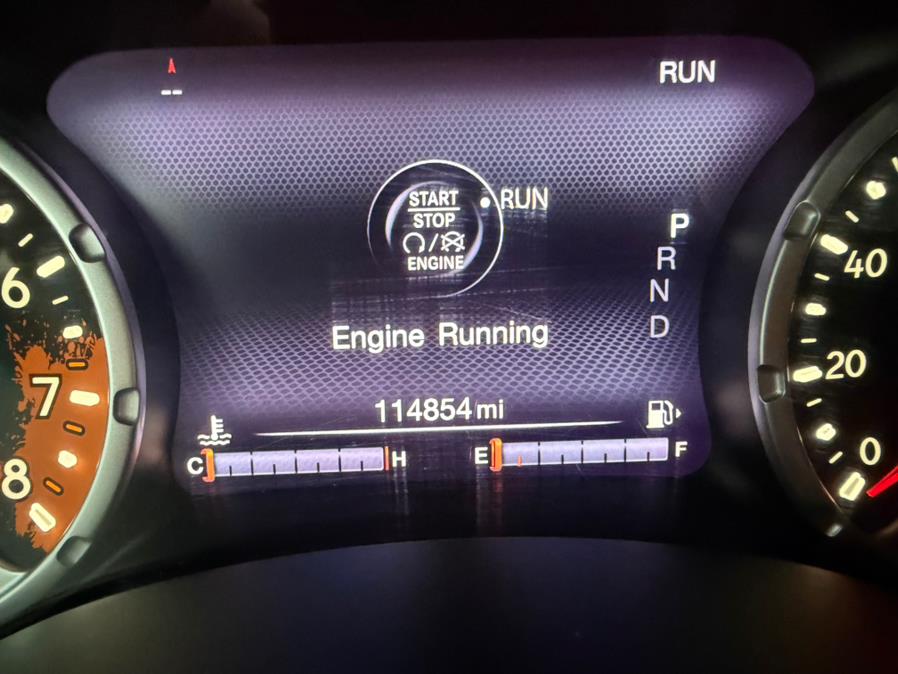 --
RUN
START
STOP
ENGINE
RUN
P
R
N
D
Engine Running
114854 mi
C
H
E
F
6
7
8
40
20
0